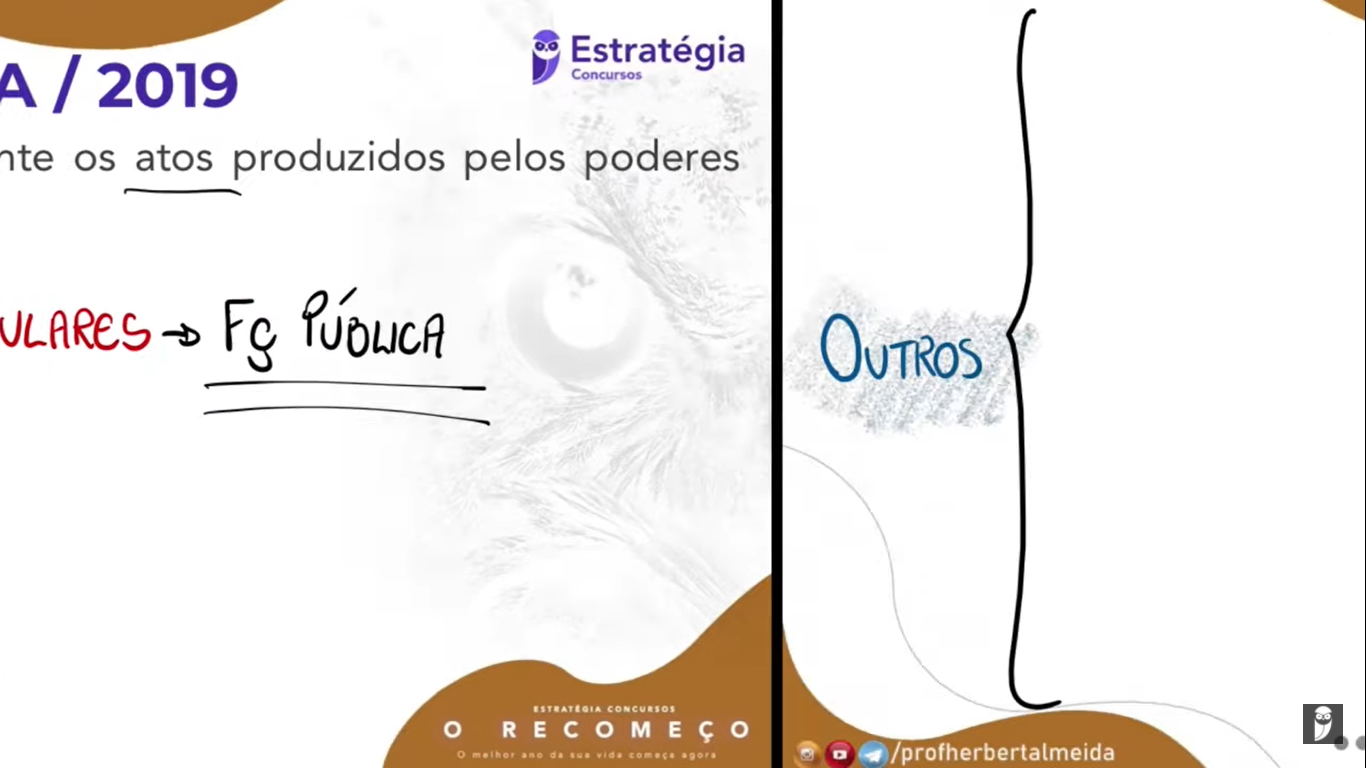 Estratégia
Concursos
A / 2019
nte os atos produzidos pelos poderes
ULARES → Fç PÚBLICA
ESTRATÉGIA CONCURSOS
O RECOMEÇO
O melhor ano da sua vida começa agora
OUTROS
/profherbertalmeida